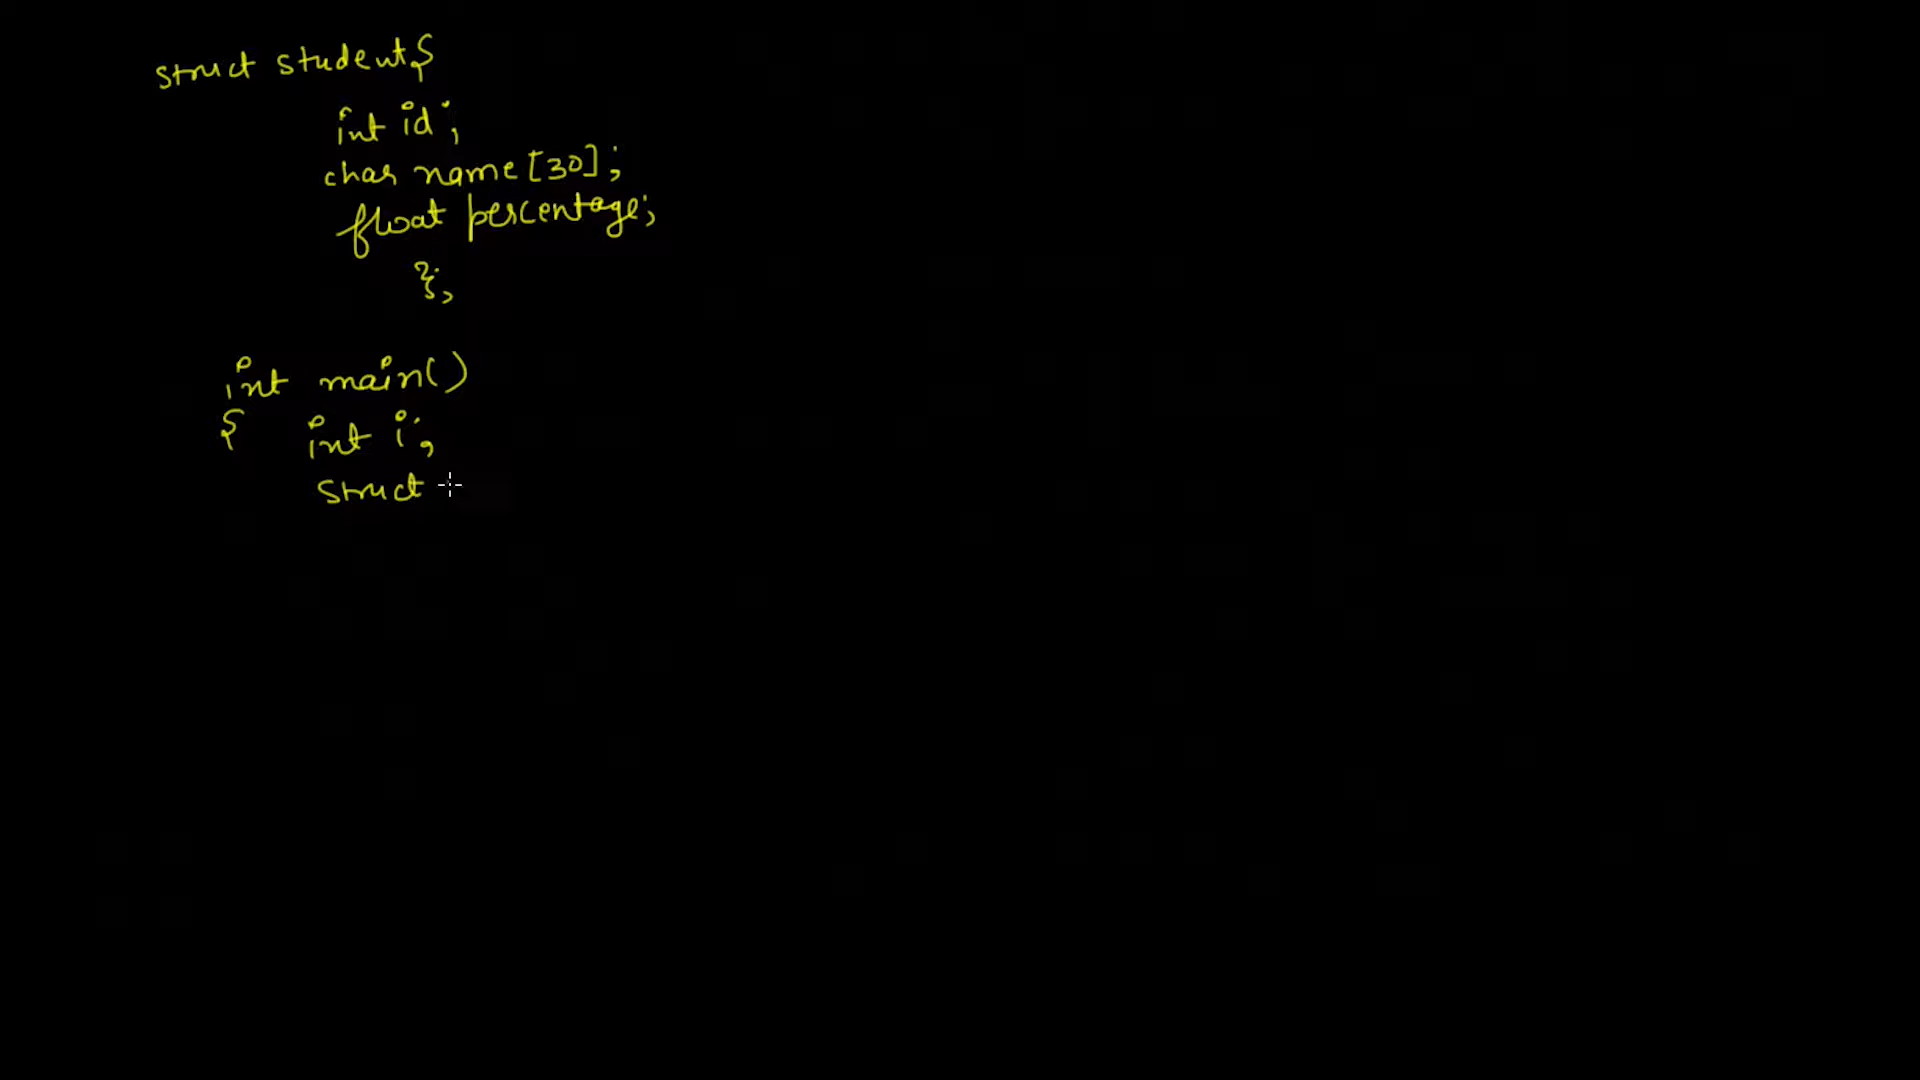 struct student{
int id;
char name[30];
float percentage;
};
int main()
{ int i;
struct